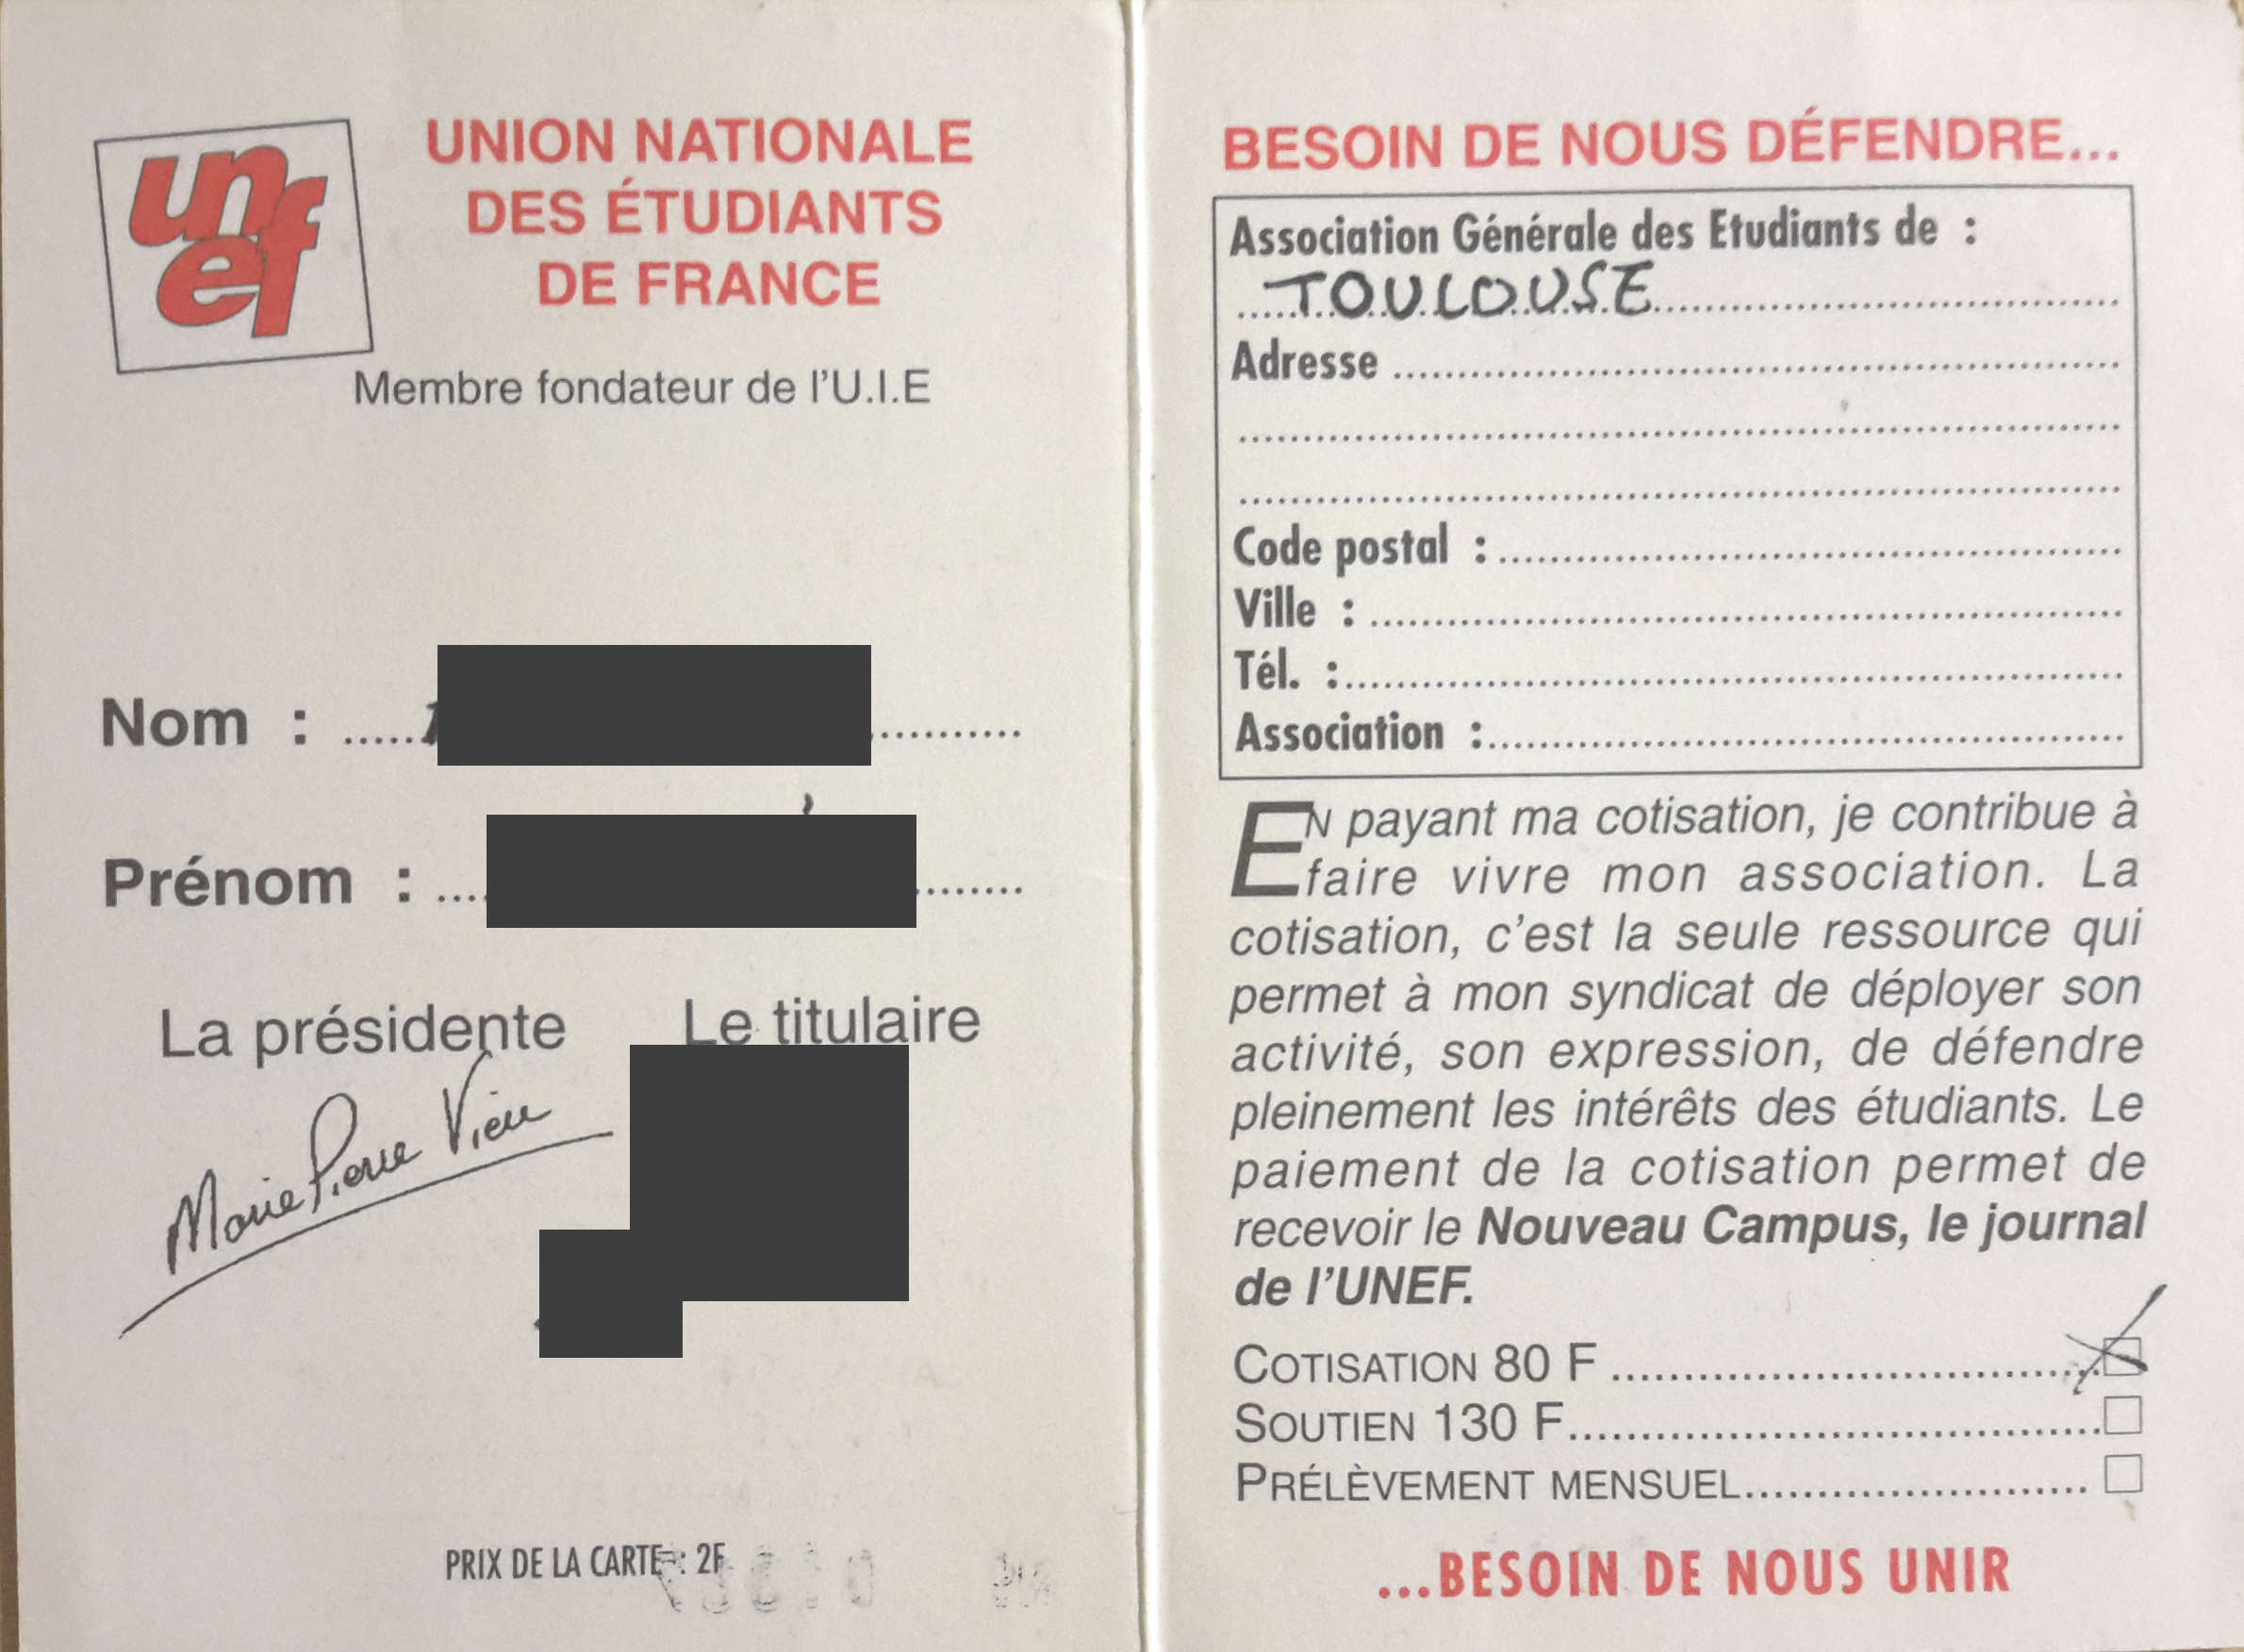 unef
UNION NATIONALE
DES ÉTUDIANTS
DE FRANCE
Membre fondateur de l'U.I.E
Nom :
Prénom :
La présidente Le titulaire
Marie Pierre Vieu
PRIX DE LA CARTE : 2F
BESOIN DE NOUS DÉFENDRE...
Association Générale des Etudiants de :
TOULOUSE
Adresse
Code postal :
Ville :
Tél. :
Association :
EN payant ma cotisation, je contribue à
faire vivre mon association. La
cotisation, c'est la seule ressource qui
permet à mon syndicat de déployer son
activité, son expression, de défendre
pleinement les intérêts des étudiants. Le
paiement de la cotisation permet de
recevoir le Nouveau Campus, le journal
de l'UNEF.
COTISATION 80 F
SOUTIEN 130 F
PRÉLÈVEMENT MENSUEL
...BESOIN DE NOUS UNIR